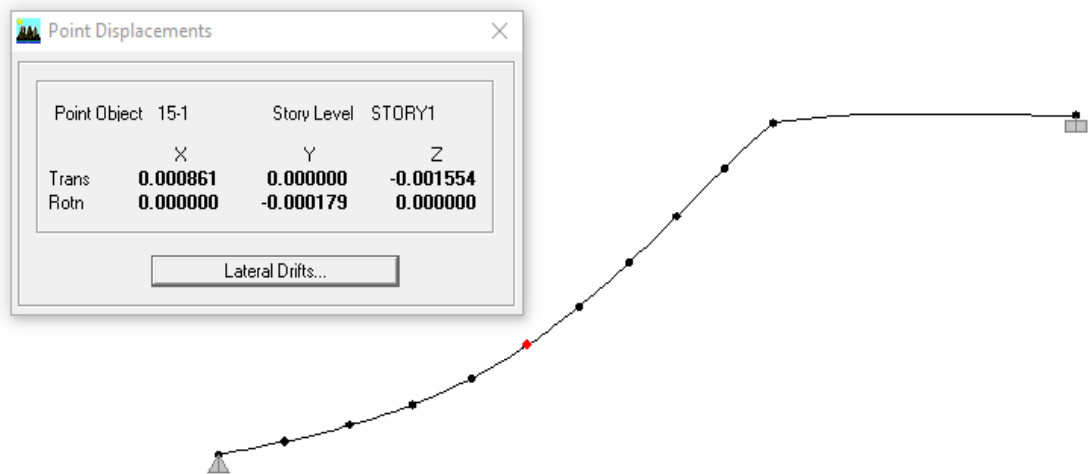 Point Displacements
Point Object 15-1 Story Level STORY1
X Y Z
Trans 0.000861 0.000000 -0.001554
Rotn 0.000000 -0.000179 0.000000
Lateral Drifts...